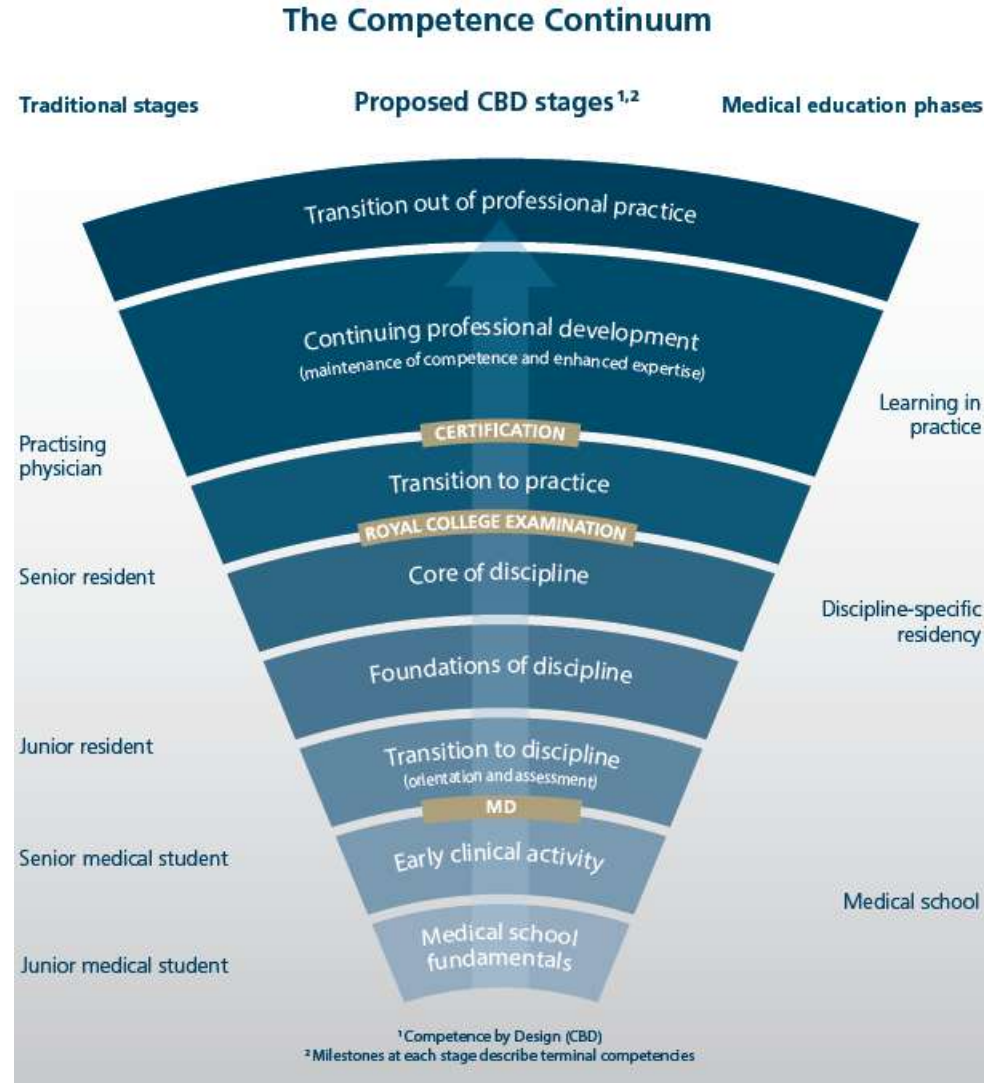 The Competence Continuum
Traditional stages
Proposed CBD stages¹,²
Medical education phases
Transition out of professional practice
Continuing professional development
(maintenance of competence and enhanced expertise)
Learning in
practice
CERTIFICATION
Practising
physician
Transition to practice
ROYAL COLLEGE EXAMINATION
Senior resident
Core of discipline
Discipline-specific
residency
Foundations of discipline
Junior resident
Transition to discipline
(orientation and assessment)
MD
Senior medical student
Early clinical activity
Medical school
Medical school
fundamentals
Junior medical student
¹Competence by Design (CBD)
²Milestones at each stage describe terminal competencies